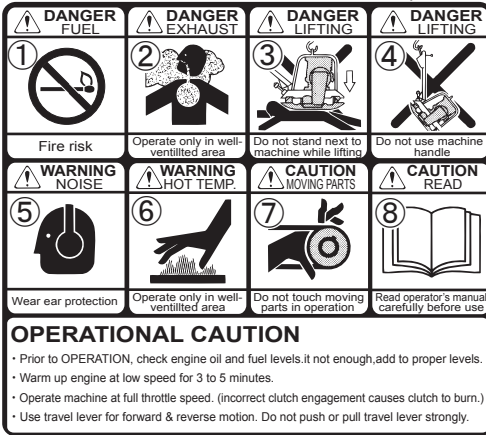 DANGER
FUEL
①
Fire risk
DANGER
EXHAUST
②
Operate only in well-
ventillted area
DANGER
LIFTING
③
Do not stand next to
machine while lifting
DANGER
LIFTING
④
Do not use machine
handle
WARNING
NOISE
⑤
Wear ear protection
WARNING
HOT TEMP.
⑥
Operate only in well-
ventillted area
CAUTION
MOVING PARTS
⑦
Do not touch moving
parts in operation
CAUTION
READ
⑧
Read operator's manual
carefully before use
OPERATIONAL CAUTION
・Prior to OPERATION, check engine oil and fuel levels.it not enough,add to proper levels.
・Warm up engine at low speed for 3 to 5 minutes.
・Operate machine at full throttle speed. (incorrect clutch engagement causes clutch to burn.)
・Use travel lever for forward & reverse motion. Do not push or pull travel lever strongly.